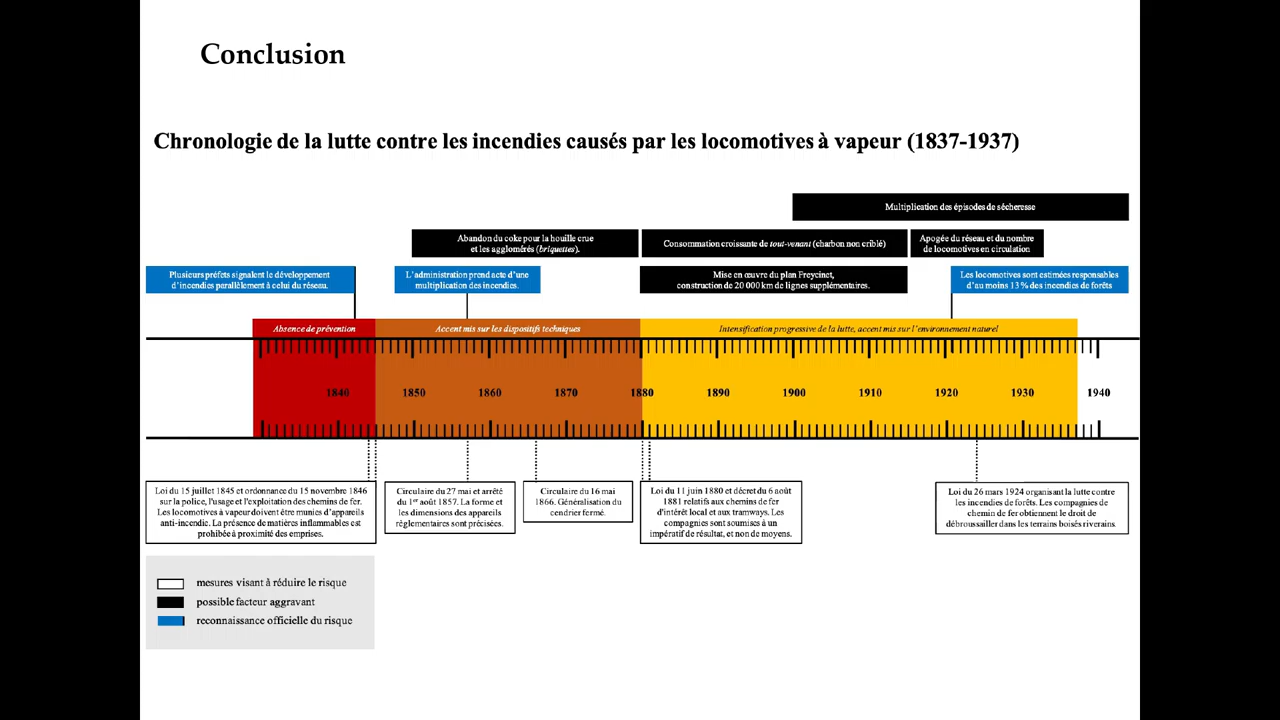 Conclusion
Chronologie de la lutte contre les incendies causés par les locomotives à vapeur (1837-1937)
Multiplication des épisodes de sécheresse
Abandon du coke pour la houille crue
et les agglomérés (briquettes).
Consommation croissante de tout-venant (charbon non criblé)
Apogée du réseau et du nombre
de locomotives en circulation
Plusieurs préfets signalent le développement
d'incendies parallèlement à celui du réseau.
L'administration prend acte d'une
multiplication des incendies.
Mise en œuvre du plan Freycinet,
construction de 20 000 km de lignes supplémentaires.
Les locomotives sont estimées responsables
d'au moins 13 % des incendies de forêts
Absence de prévention
Accent mis sur les dispositifs techniques
Intensification progressive de la lutte, accent mis sur l'environnement naturel
1840 1850 1860 1870 1880 1890 1900 1910 1920 1930 1940
Loi du 15 juillet 1845 et ordonnance du 15 novembre 1846
sur la police, l'usage et l'exploitation des chemins de fer.
Les locomotives à vapeur doivent être munies d'appareils
anti-incendie. La présence de matières inflammables est
prohibée à proximité des emprises.
Circulaire du 27 mai et arrêté
du 1er août 1857. La forme et
les dimensions des appareils
règlementaires sont précisées.
Circulaire du 16 mai
1866. Généralisation du
cendrier fermé.
Loi du 11 juin 1880 et décret du 6 août
1881 relatifs aux chemins de fer
d'intérêt local et aux tramways. Les
compagnies sont soumises à un
impératif de résultat, et non de moyens.
Loi du 26 mars 1924 organisant la lutte contre
les incendies de forêts. Les compagnies de
chemin de fer obtiennent le droit de
débroussailler dans les terrains boisés riverains.
mesures visant à réduire le risque
possible facteur aggravant
reconnaissance officielle du risque